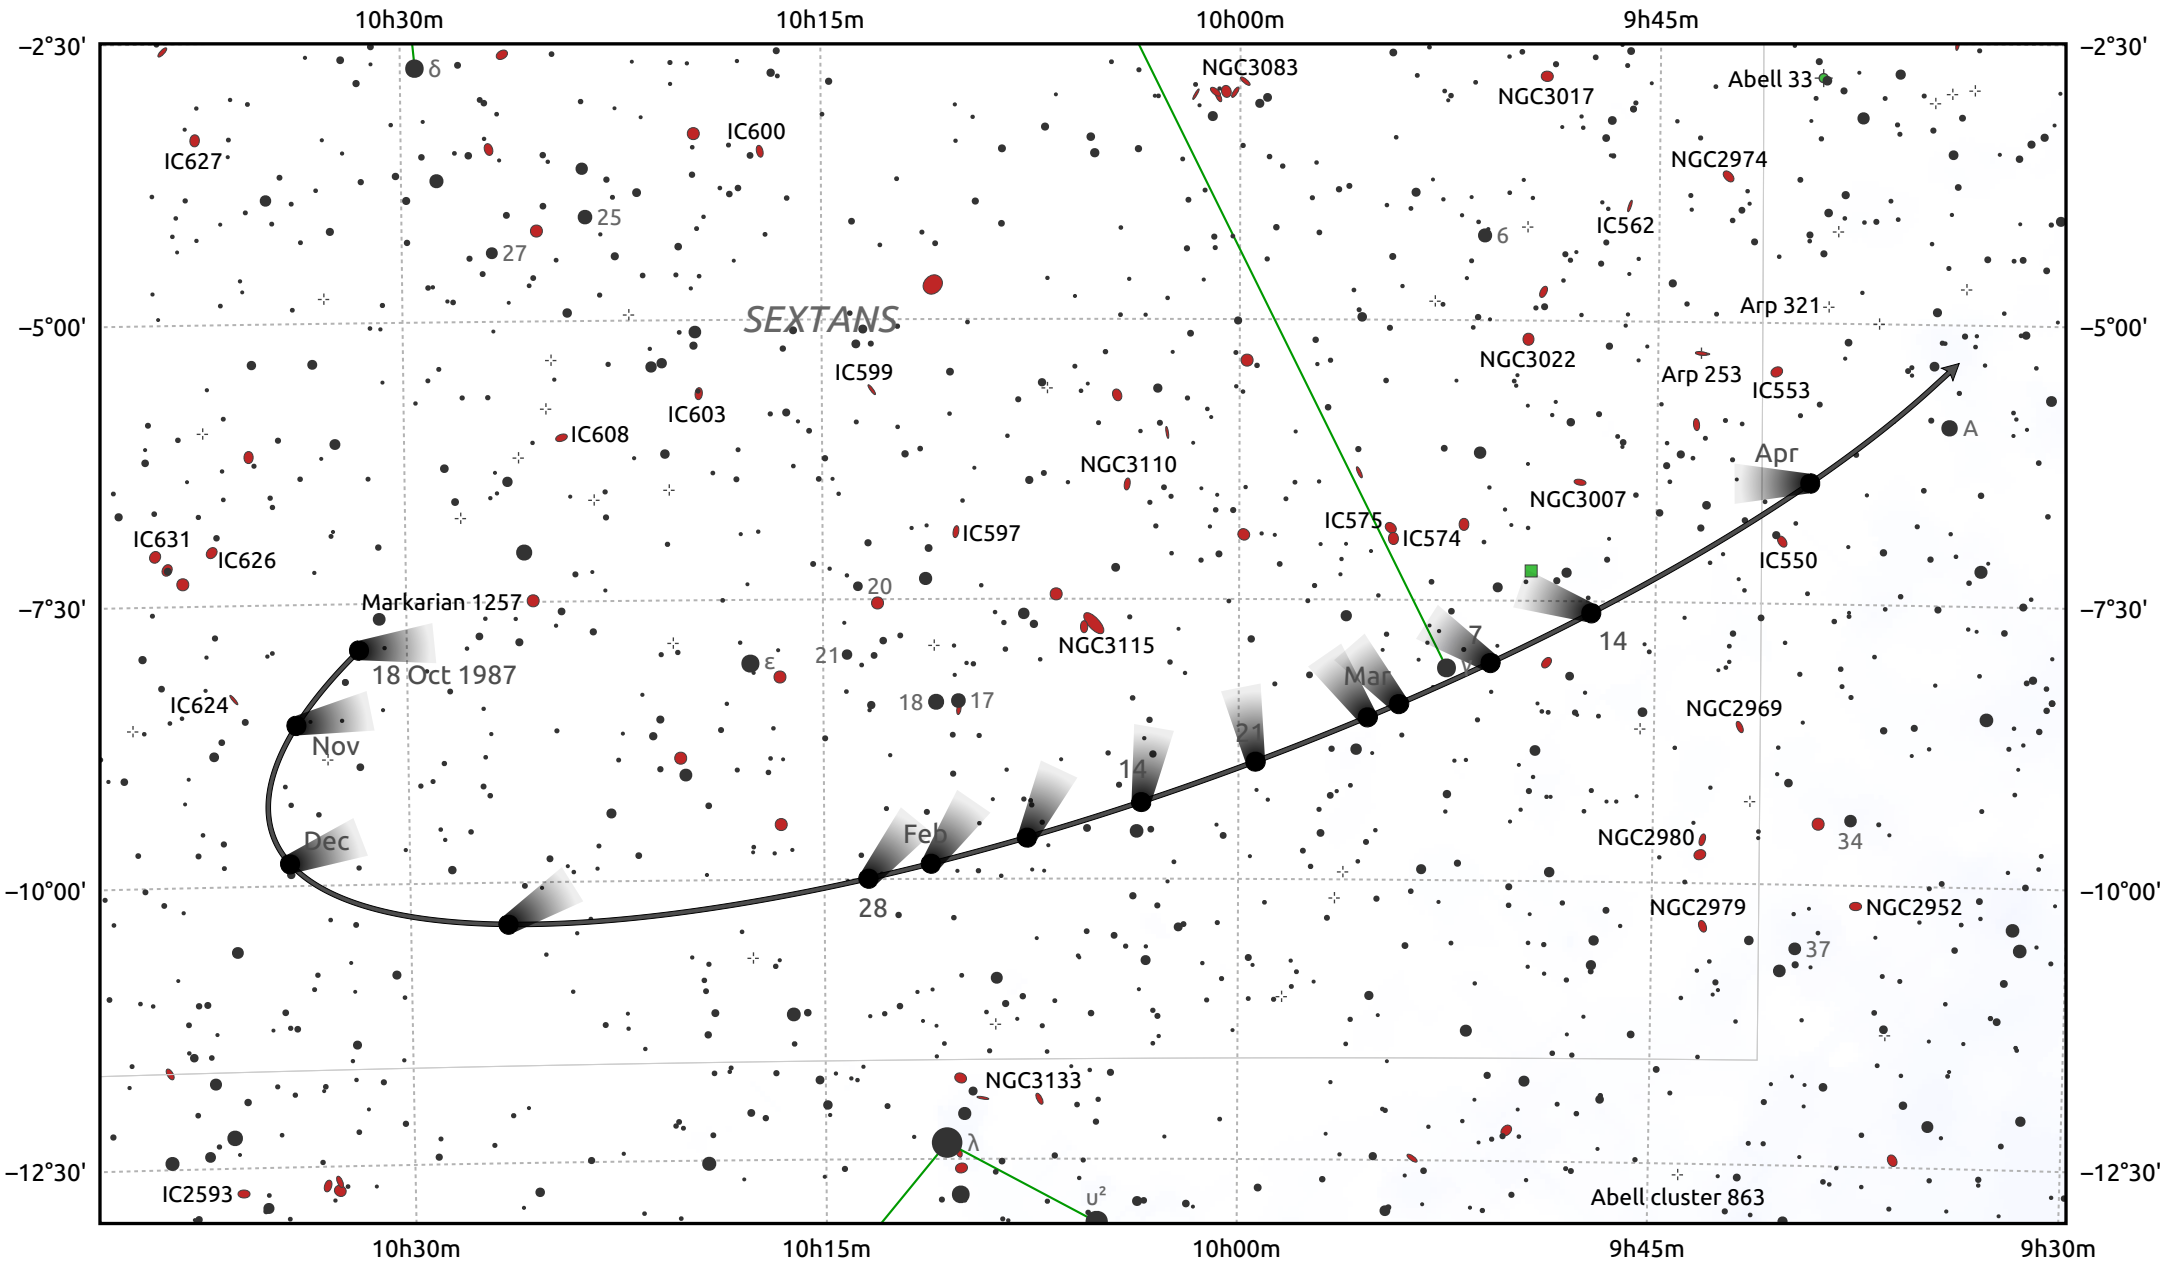 10h30m
10h15m
10h00m
9h45m
−2°30'
−2°30'
δ
NGC3083
NGC3017
Abell 33
IC627
IC600
NGC2974
25
IC562
6
27
Arp 321
SEXTANS
−5°00'
−5°00'
NGC3022
IC599
Arp 253
IC553
IC603
IC608
A
Apr
NGC3110
NGC3007
IC575
IC597
IC574
IC631
IC626
IC550
20
Markarian 1257
−7°30'
−7°30'
7
14
NGC3115
21
ε
γ
18 Oct 1987
Mar
IC624
18
17
NGC2969
21
Nov
14
Feb
NGC2980
34
Dec
−10°00'
−10°00'
28
NGC2979
NGC2952
37
NGC3133
λ
−12°30'
−12°30'
IC2593
υ²
Abell cluster 863
10h30m
10h15m
10h00m
9h45m
9h30m